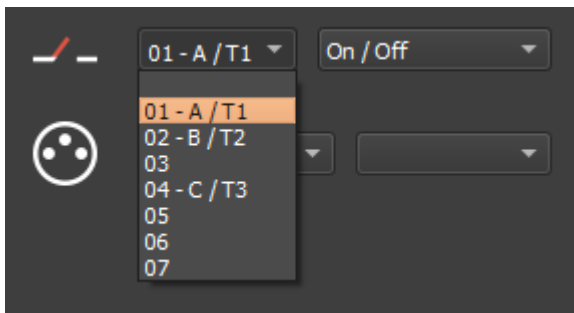 01 - A / T1 On / Off
01 - A / T1
02 - B / T2
03
04 - C / T3
05
06
07